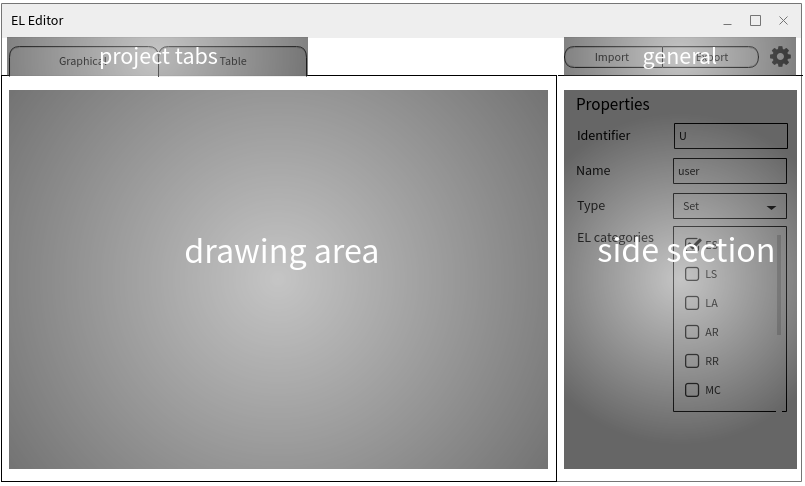 EL Editor
project tabs
Graphical
Table
general
Import
Export
drawing area
Properties
Identifier
U
Name
user
Type
Set
EL categories
side section
LS
LA
AR
RR
MC